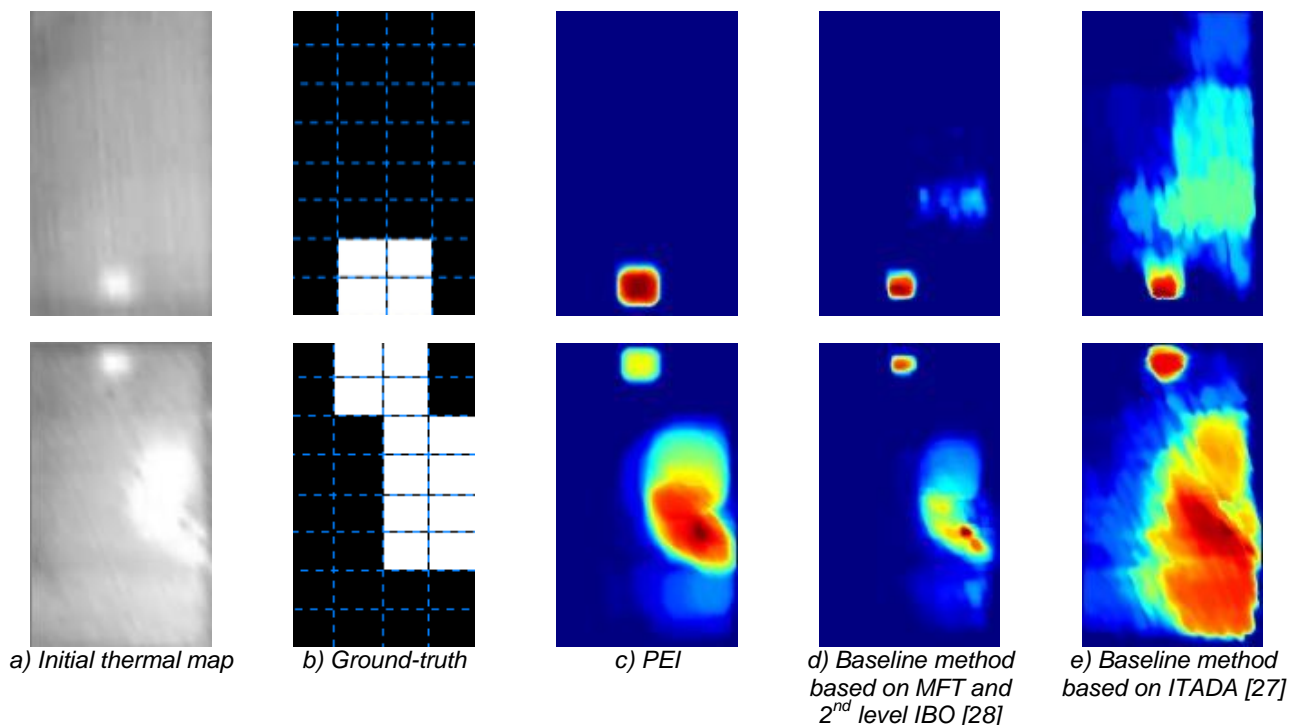 a) Initial thermal map
b) Ground-truth
c) PEI
d) Baseline method
based on MFT and
2nd level IBO [28]
e) Baseline method
based on ITADA [27]